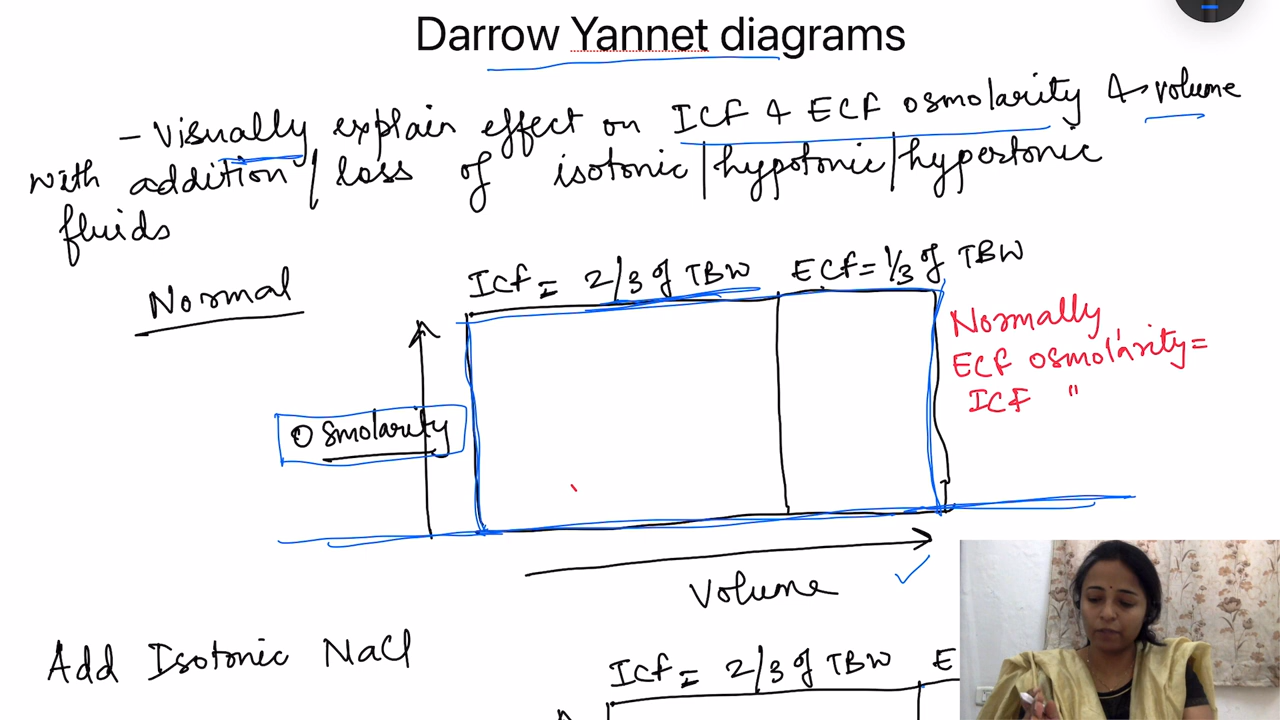 Darrow Yannet diagrams
- Visually explain effect on ICF & ECF osmolarity & volume
with addition/loss of isotonic/hypotonic/hypertonic
fluids
Normal
ICF = 2/3 of TBW
ECF = 1/3 of TBW
Normally
ECF osmolarity =
ICF "
Osmolarity
Volume
Add Isotonic NaCl
ICF = 2/3 of TBW
E